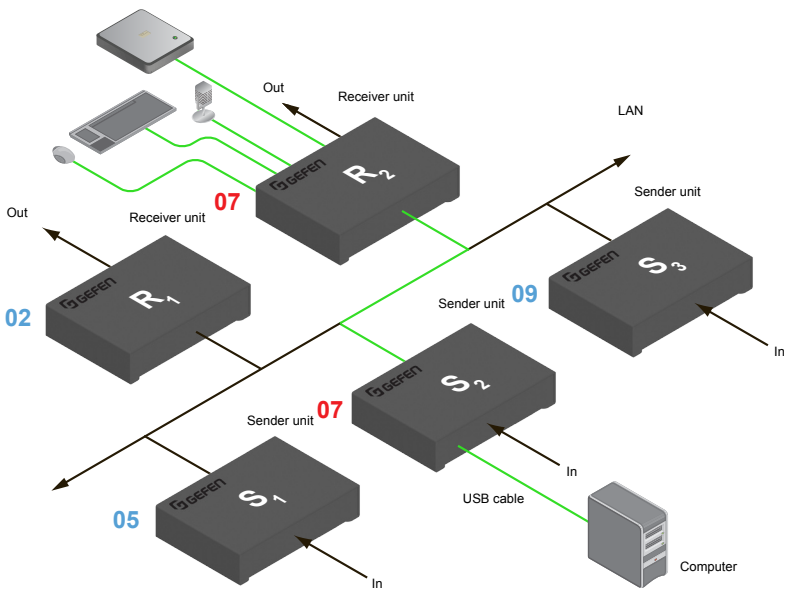 Out
Receiver unit
LAN
GEFEN
R2
07
Sender unit
Out
Receiver unit
GEFEN
S3
09
GEFEN
R1
02
Sender unit
In
GEFEN
S2
07
Sender unit
In
GEFEN
S1
05
USB cable
Computer
In